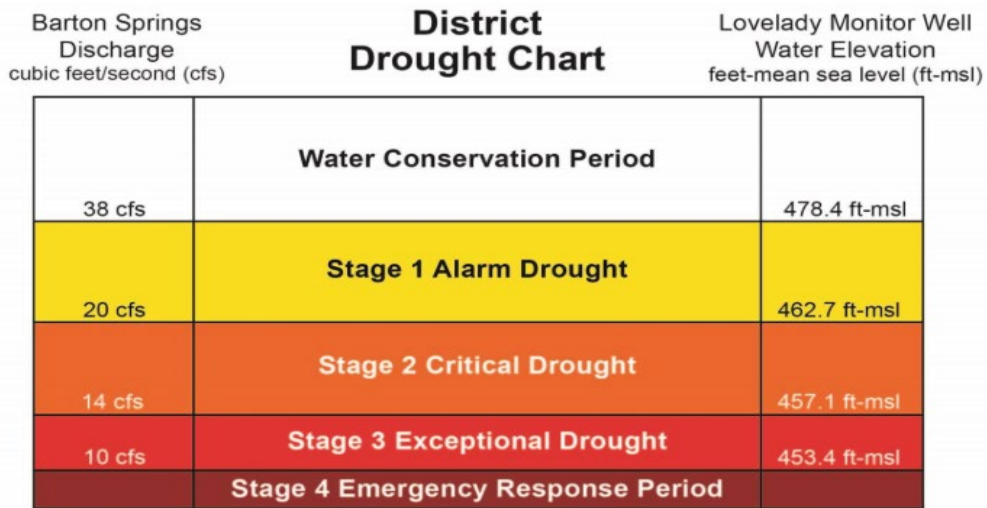 Barton Springs
Discharge
cubic feet/second (cfs)
District
Drought Chart
Lovelady Monitor Well
Water Elevation
feet-mean sea level (ft-msl)
Water Conservation Period
38 cfs
478.4 ft-msl
Stage 1 Alarm Drought
20 cfs
462.7 ft-msl
Stage 2 Critical Drought
14 cfs
457.1 ft-msl
Stage 3 Exceptional Drought
10 cfs
453.4 ft-msl
Stage 4 Emergency Response Period